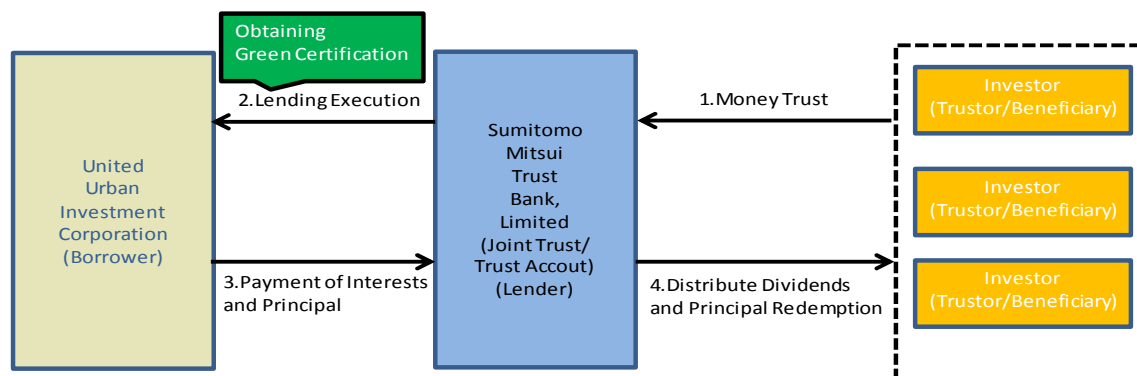 Obtaining
Green Certification
2.Lending Execution
1.Money Trust
United
Urban
Investment
Corporation
(Borrower)
Sumitomo
Mitsui
Trust
Bank,
Limited
(Joint Trust/
Trust Accout)
(Lender)
3.Payment of Interests
and Principal
4.Distribute Dividends
and Principal Redemption
Investor
(Trustor/Beneficiary)
Investor
(Trustor/Beneficiary)
Investor
(Trustor/Beneficiary)